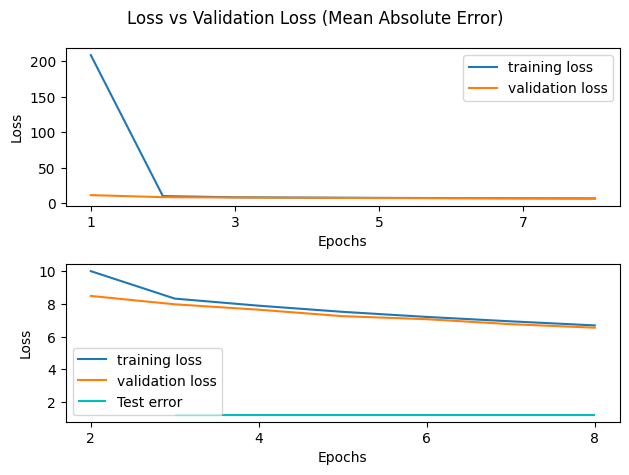 Loss vs Validation Loss (Mean Absolute Error)
200
150
100
50
0
Loss
training loss
validation loss
1
3
5
7
Epochs
10
8
6
4
2
Loss
training loss
validation loss
Test error
2
4
6
8
Epochs